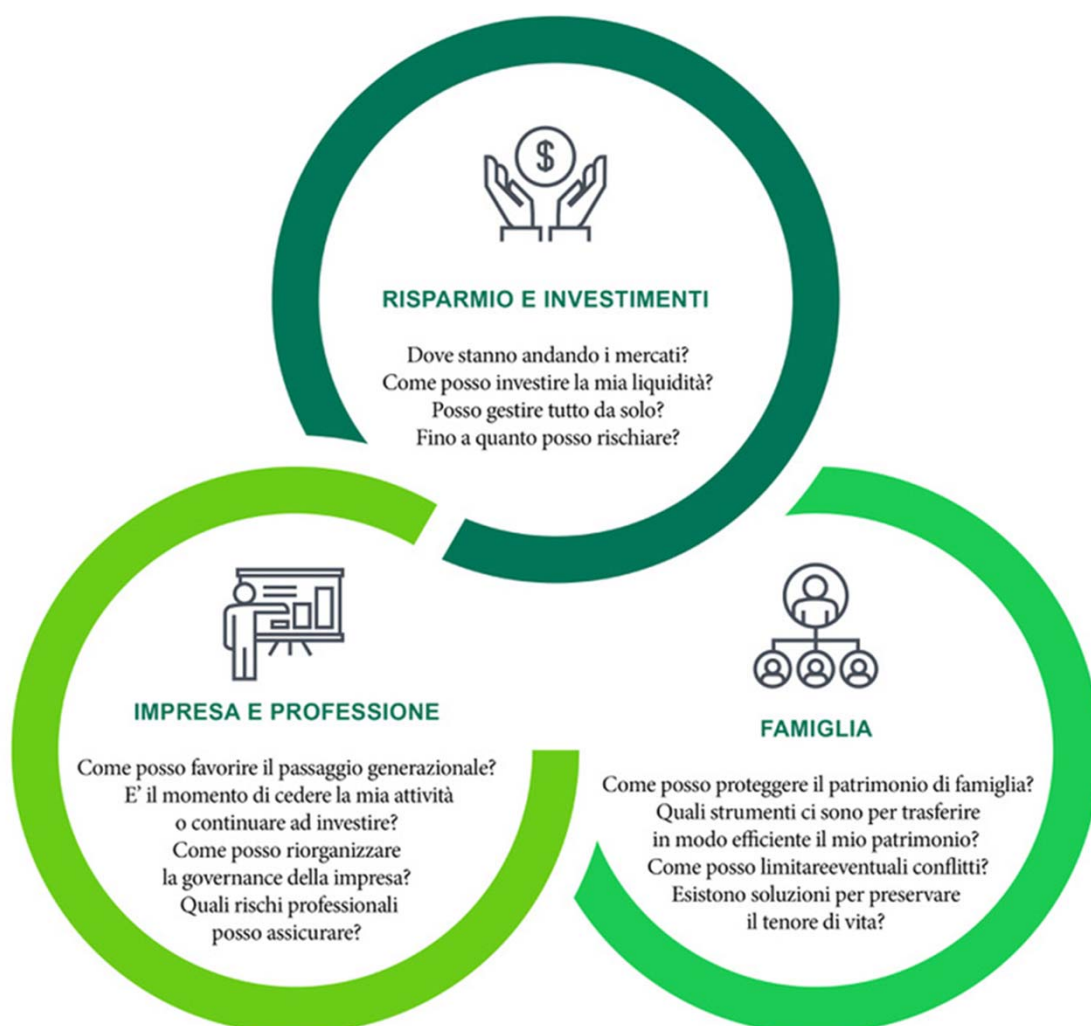 $
RISPARMIO E INVESTIMENTI
Dove stanno andando i mercati?
Come posso investire la mia liquidità?
Posso gestire tutto da solo?
Fino a quanto posso rischiare?
IMPRESA E PROFESSIONE
Come posso favorire il passaggio generazionale?
E' il momento di cedere la mia attività
o continuare ad investire?
Come posso riorganizzare
la governance della impresa?
Quali rischi professionali
posso assicurare?
FAMIGLIA
Come posso proteggere il patrimonio di famiglia?
Quali strumenti ci sono per trasferire
in modo efficiente il mio patrimonio?
Come posso limitareeventuali conflitti?
Esistono soluzioni per preservare
il tenore di vita?